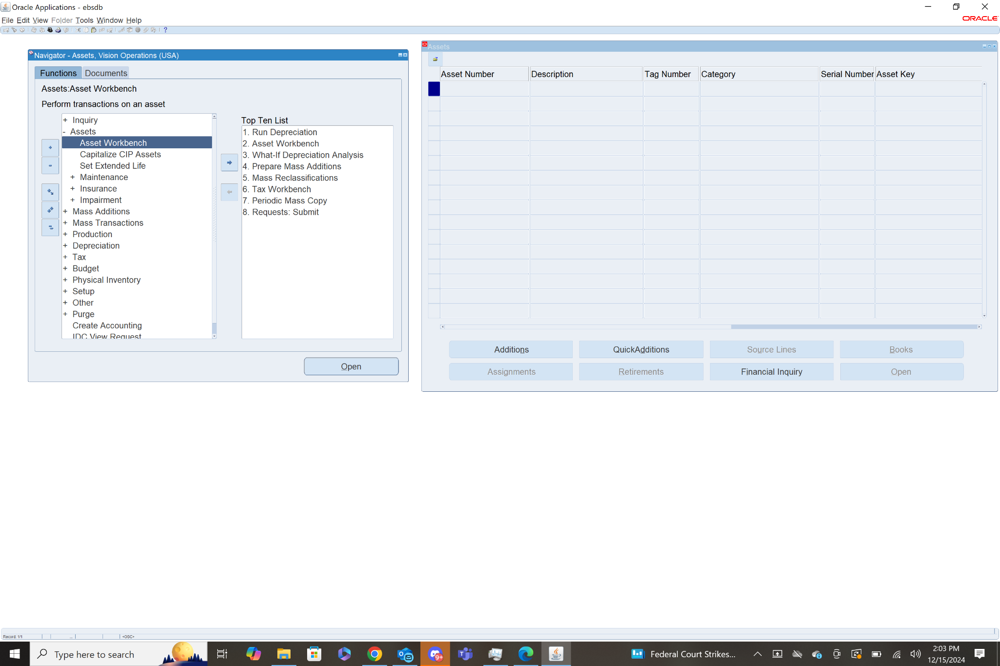 Oracle Applications - ebsdb
File Edit View Folder Tools Window Help
ORACLE
Navigator - Assets, Vision Operations (USA)
Functions Documents
Assets:Asset Workbench
Perform transactions on an asset
+ Inquiry
- Assets
Asset Workbench
Capitalize CIP Assets
Set Extended Life
+ Maintenance
+ Insurance
+ Impairment
+ Mass Additions
+ Mass Transactions
+ Production
+ Depreciation
+ Tax
+ Budget
+ Physical Inventory
+ Setup
+ Other
+ Purge
Create Accounting
IDC View Request
Top Ten List
1. Run Depreciation
2. Asset Workbench
3. What-If Depreciation Analysis
4. Prepare Mass Additions
5. Mass Reclassifications
6. Tax Workbench
7. Periodic Mass Copy
8. Requests: Submit
Open
Assets
Asset Number Description Tag Number Category Serial Number Asset Key
Additions QuickAdditions Source Lines Books
Assignments Retirements Financial Inquiry Open
Record: 1/1 ... <OSC>
Type here to search
9+
Federal Court Strikes...
2:03 PM
12/15/2024